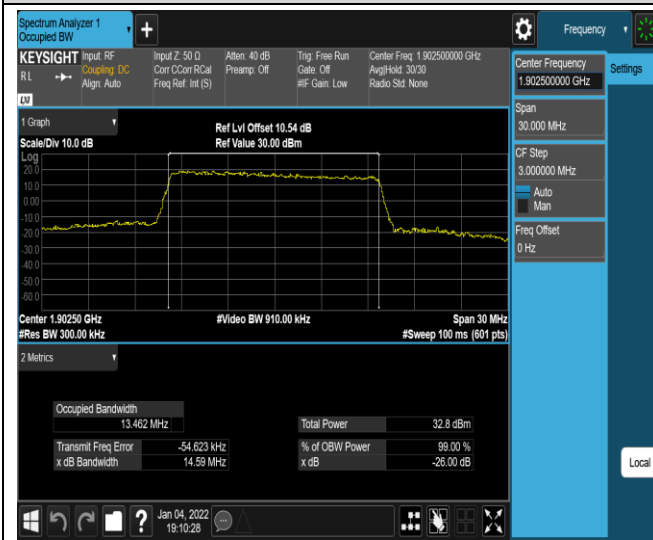 Spectrum Analyzer 1
Occupied BW
+
Frequency
KEYSIGHT
RL
LXI
Input: RF
Coupling: DC
Align: Auto
Input Z: 50 Ω
Corr CCorr RCal
Freq Ref: Int (S)
Atten: 40 dB
Preamp: Off
Trig: Free Run
Gate: Off
#IF Gain: Low
Center Freq: 1.902500000 GHz
Avg|Hold: 30/30
Radio Std: None
Center Frequency
1.902500000 GHz
Settings
Span
30.000 MHz
CF Step
3.000000 MHz
Auto
Man
Freq Offset
0 Hz
1 Graph
Scale/Div 10.0 dB
Ref Lvl Offset 10.54 dB
Ref Value 30.00 dBm
Log
20.0
10.0
0.00
-10.0
-20.0
-30.0
-40.0
-50.0
-60.0
Center 1.90250 GHz
#Video BW 910.00 kHz
Span 30 MHz
#Res BW 300.00 kHz
#Sweep 100 ms (601 pts)
2 Metrics
Occupied Bandwidth
13.462 MHz
Total Power 32.8 dBm
Transmit Freq Error -54.623 kHz
% of OBW Power 99.00 %
x dB Bandwidth 14.59 MHz
x dB -26.00 dB
Local
?
Jan 04, 2022
19:10:28